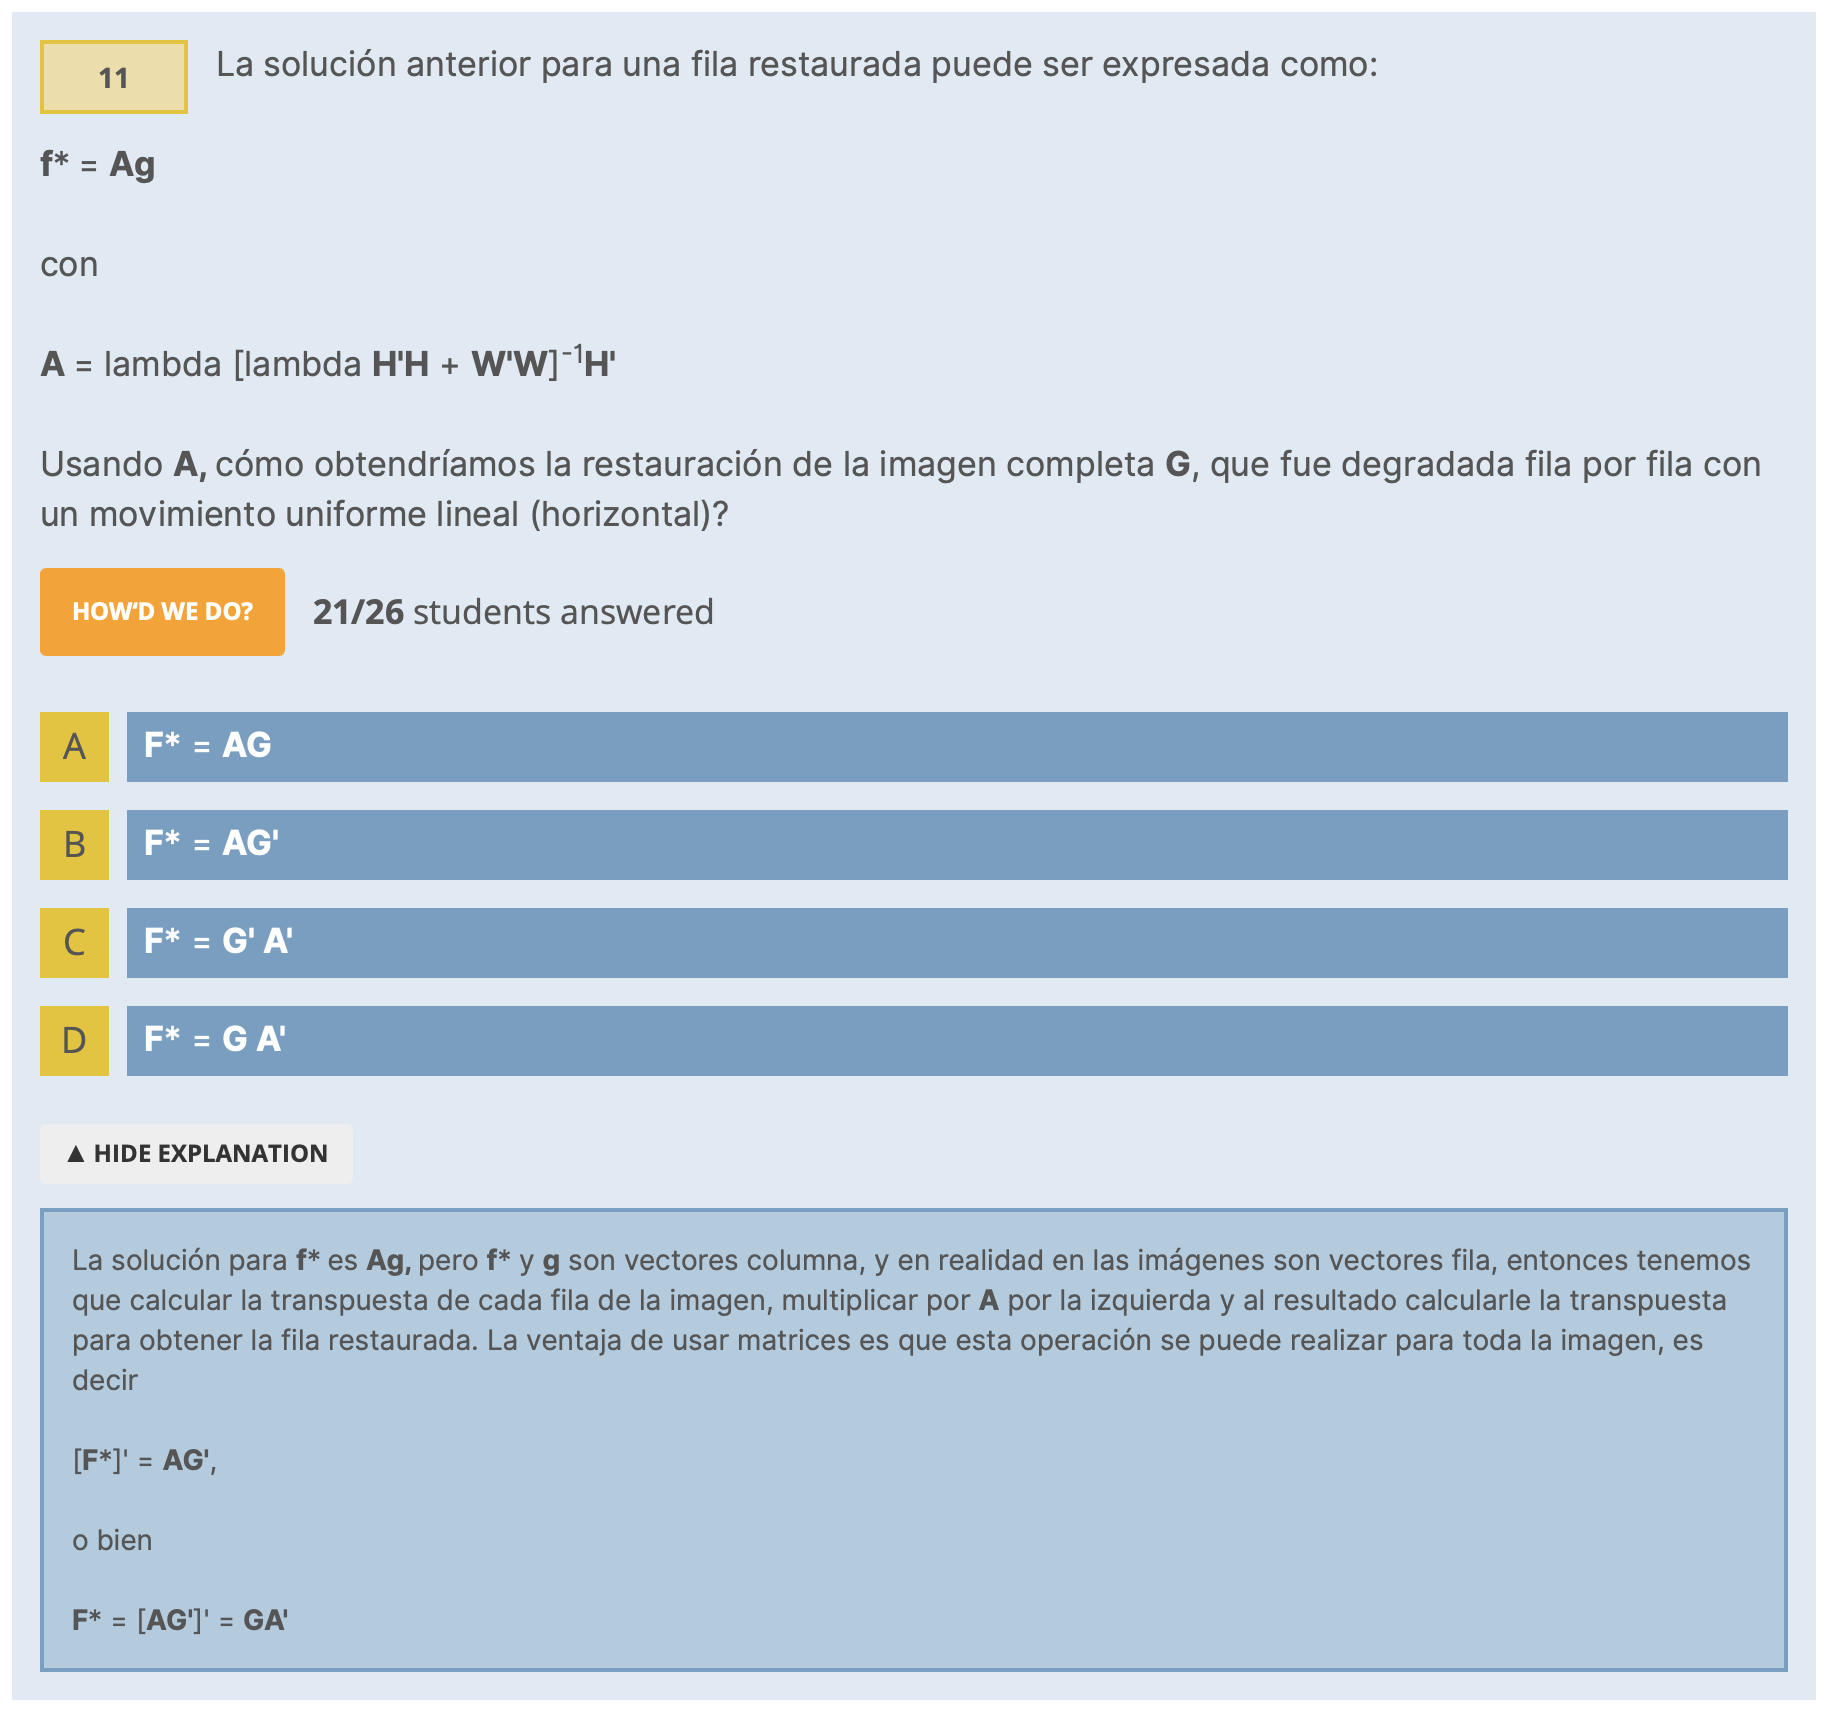 11
La solución anterior para una fila restaurada puede ser expresada como:
f* = Ag
con
A = lambda [lambda H'H + W'W]⁻¹H'
Usando A, cómo obtendríamos la restauración de la imagen completa G, que fue degradada fila por fila con
un movimiento uniforme lineal (horizontal)?
HOW'D WE DO?
21/26 students answered
A
F* = AG
B
F* = AG'
C
F* = G' A'
D
F* = G A'
▲ HIDE EXPLANATION
La solución para f* es Ag, pero f* y g son vectores columna, y en realidad en las imágenes son vectores fila, entonces tenemos
que calcular la transpuesta de cada fila de la imagen, multiplicar por A por la izquierda y al resultado calcularle la transpuesta
para obtener la fila restaurada. La ventaja de usar matrices es que esta operación se puede realizar para toda la imagen, es
decir
[F*]' = AG',
o bien
F* = [AG']' = GA'